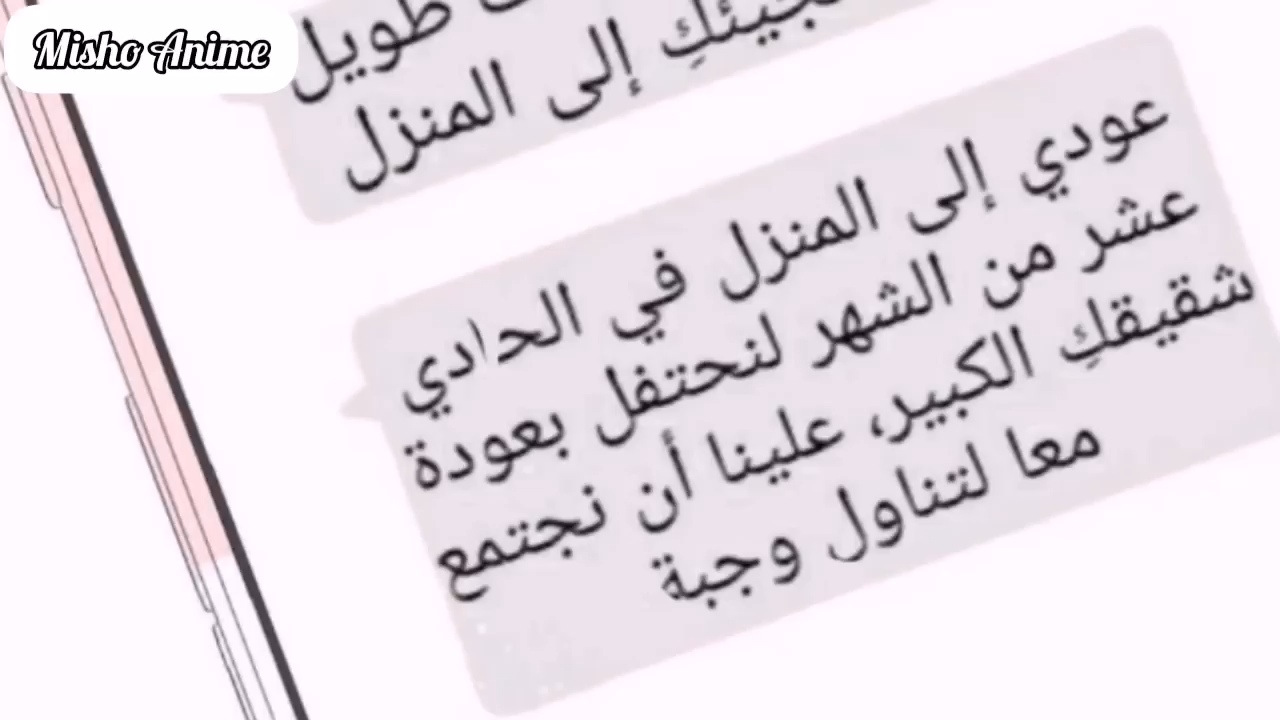 Misho Anime
طويل
إلى المنزل
عودي إلى المنزل في الحادي
عشر من الشهر لنحتفل بعودة
شقيقكِ الكبير، علينا أن نجتمع
معا لتناول وجبة